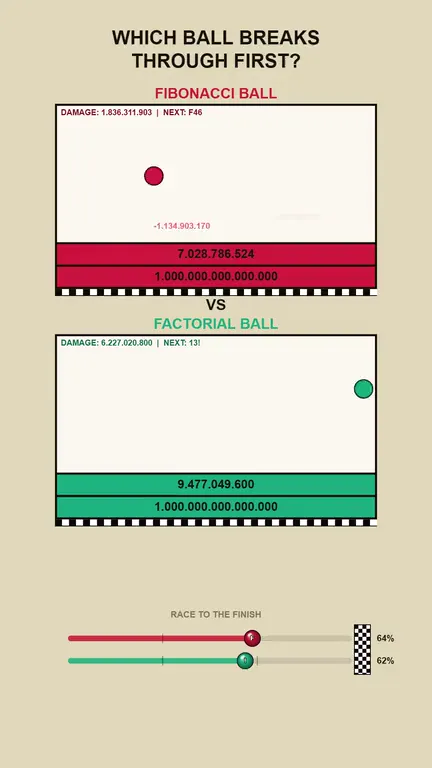 WHICH BALL BREAKS
THROUGH FIRST?
FIBONACCI BALL
DAMAGE: 1.836.311.903 | NEXT: F46
-1.134.903.170
7.028.786.524
1.000.000.000.000.000
VS
FACTORIAL BALL
DAMAGE: 6.227.020.800 | NEXT: 13!
9.477.049.600
1.000.000.000.000.000
RACE TO THE FINISH
64%
62%